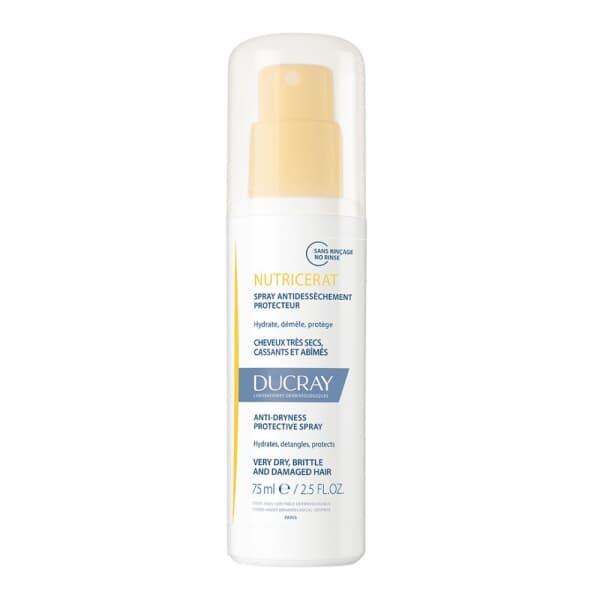 SANS RINÇAGE
NO RINSE
NUTRICERAT
SPRAY ANTIDESSÈCHEMENT
PROTECTEUR
Hydrate, démêle, protège
CHEVEUX TRÈS SECS,
CASSANTS ET ABÎMÉS
DUCRAY
LABORATOIRES DERMATOLOGIQUES
ANTI-DRYNESS
PROTECTIVE SPRAY
Hydrates, detangles, protects
VERY DRY, BRITTLE
AND DAMAGED HAIR
75 ml ℮ / 2.5 FL.OZ.
PARIS